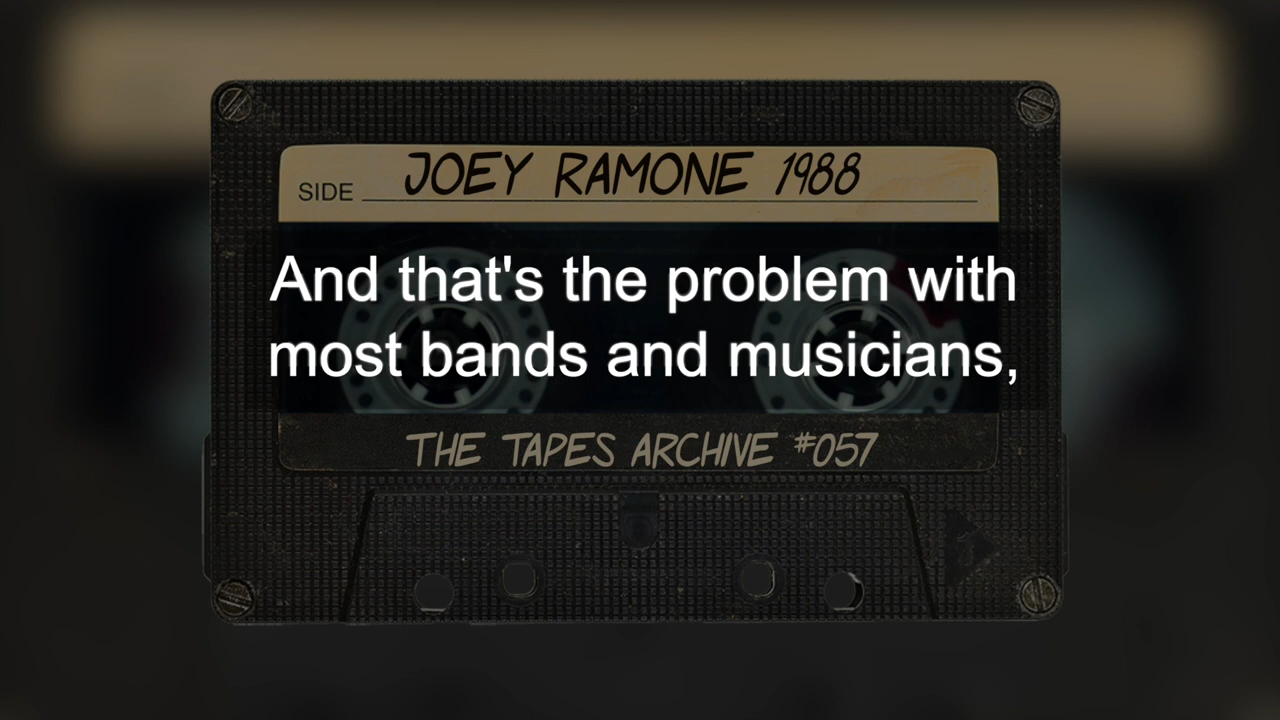 JOEY RAMONE 1988
SIDE
And that's the problem with
most bands and musicians,
THE TAPES ARCHIVE #057